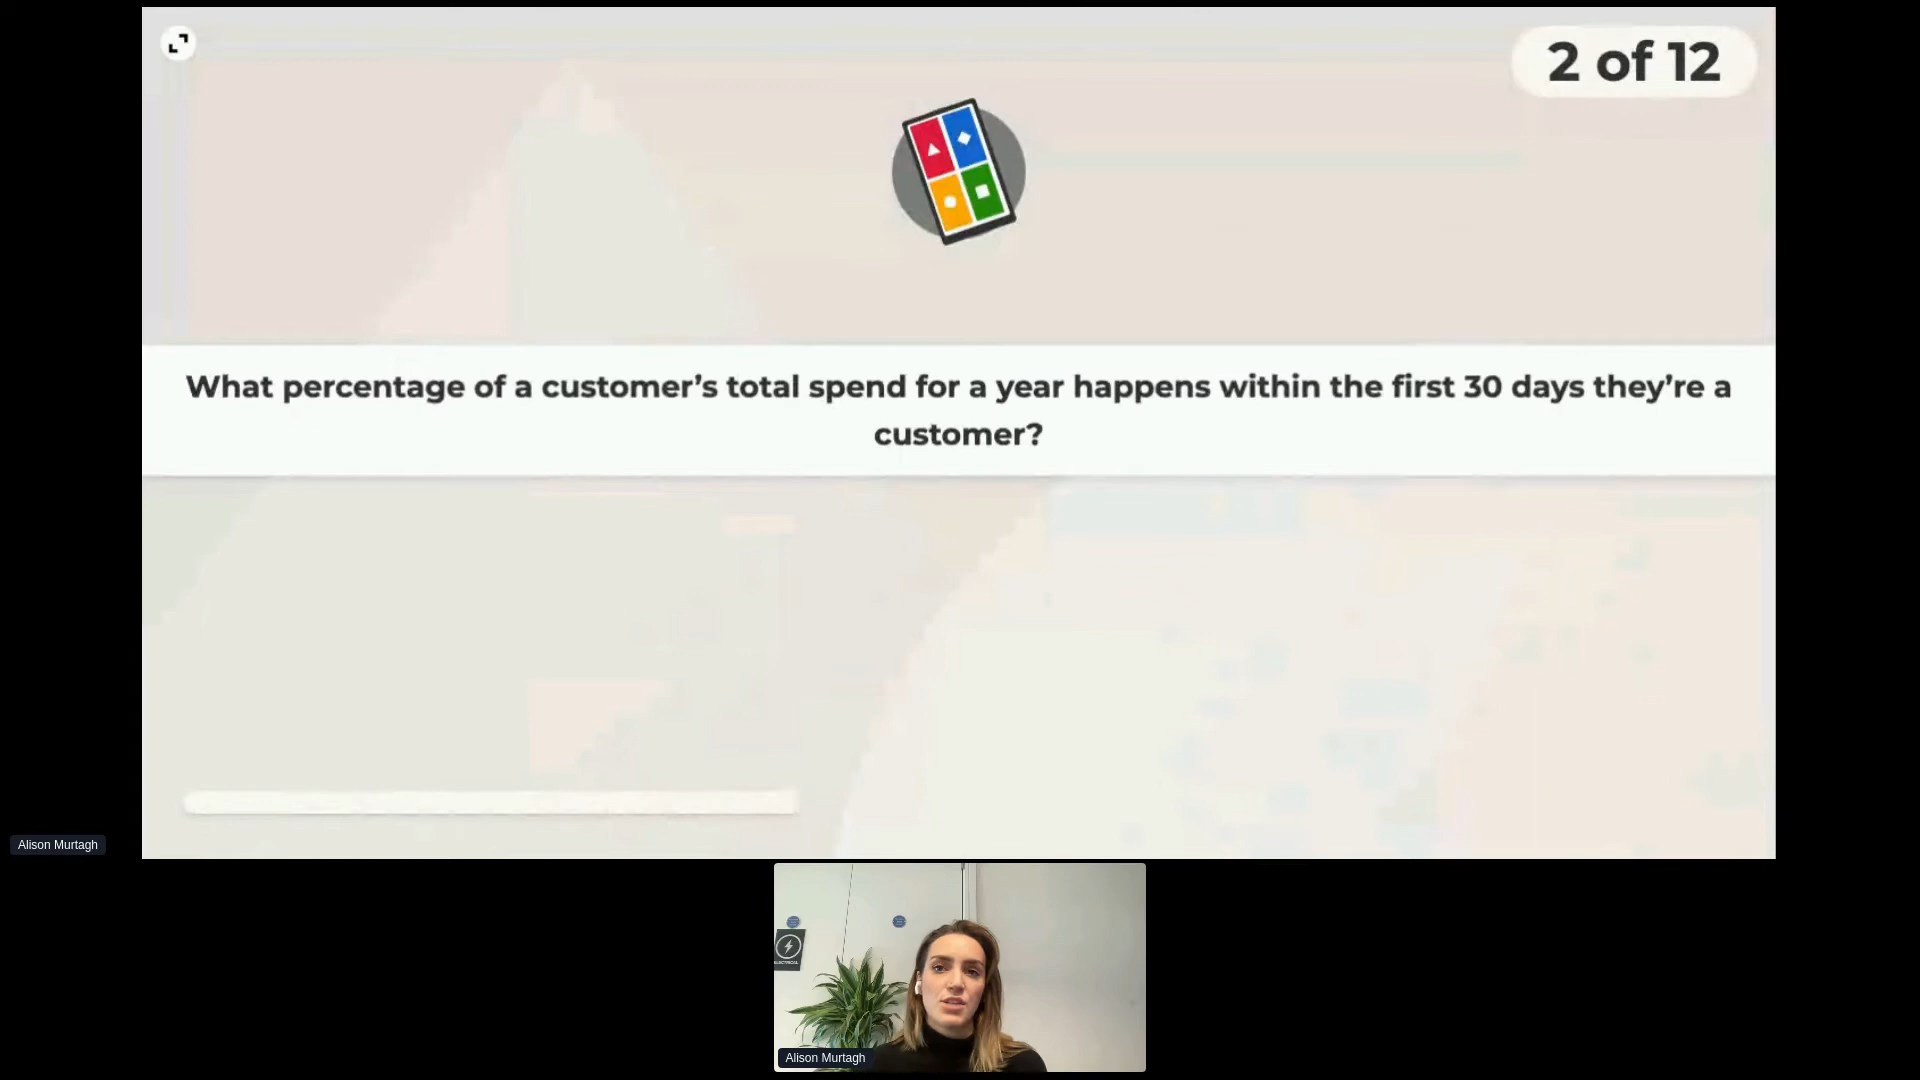 2 of 12
What percentage of a customer’s total spend for a year happens within the first 30 days they’re a
customer?
Alison Murtagh
ELECTRICAL
Alison Murtagh